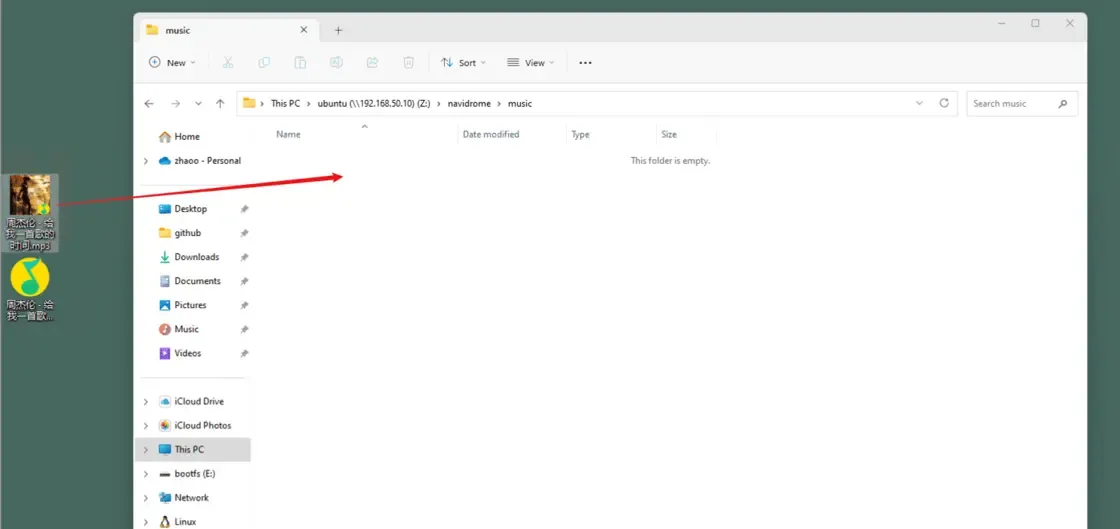 music
New
Sort
View
This PC
ubuntu (\\192.168.50.10) (Z:)
navidrome
music
Search music
Home
zhaoo - Personal
Name
Date modified
Type
Size
This folder is empty.
周杰伦 - 给
我一首歌的
时间.mp3
周杰伦 - 给
我一首歌...
Desktop
github
Downloads
Documents
Pictures
Music
Videos
iCloud Drive
iCloud Photos
This PC
bootfs (E:)
Network
Linux